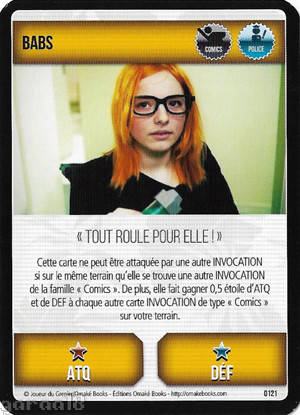 BABS
COMICS
POLICE
« TOUT ROULE POUR ELLE ! »
Cette carte ne peut être attaquée par une autre INVOCATION
si sur le même terrain qu'elle se trouve une autre INVOCATION
de la famille « Comics ». De plus, elle fait gagner 0,5 étoile d'ATQ
et de DEF à chaque autre carte INVOCATION de type « Comics »
sur votre terrain.
ATQ
DÉF
© Joueur du Grenier/Omaké Books - Éditions Omaké Books - http://omakebooks.com/
0121